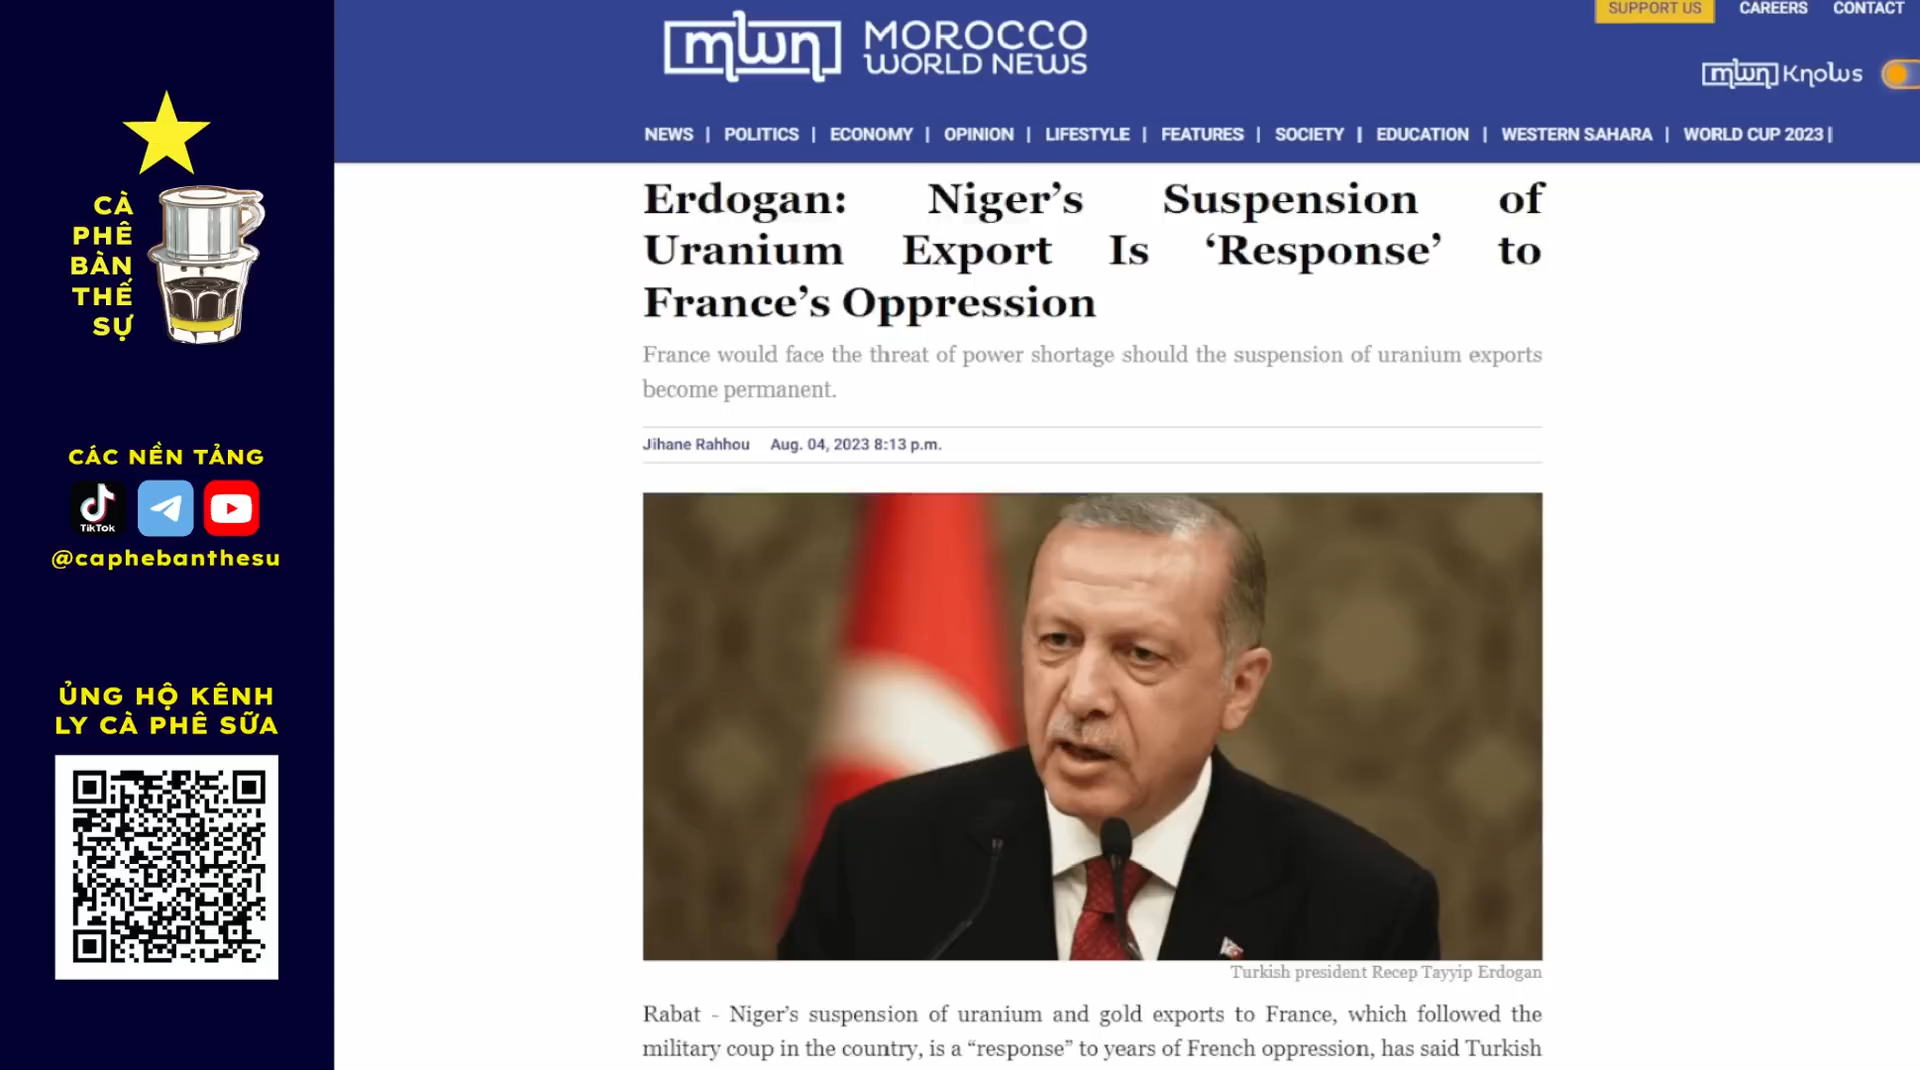 CÀ
PHÊ
BÀN
THẾ
SỰ
CÁC NỀN TẢNG
TikTok
@caphebanthesu
ỦNG HỘ KÊNH
LY CÀ PHÊ SỮA
SUPPORT US CAREERS CONTACT
mwn MOROCCO
WORLD NEWS
mwn Knows
NEWS | POLITICS | ECONOMY | OPINION | LIFESTYLE | FEATURES | SOCIETY | EDUCATION | WESTERN SAHARA | WORLD CUP 2023 |
Erdogan: Niger’s Suspension of
Uranium Export Is ‘Response’ to
France’s Oppression
France would face the threat of power shortage should the suspension of uranium exports
become permanent.
Jihane Rahhou Aug. 04, 2023 8:13 p.m.
Turkish president Recep Tayyip Erdogan
Rabat - Niger’s suspension of uranium and gold exports to France, which followed the
military coup in the country, is a “response” to years of French oppression, has said Turkish